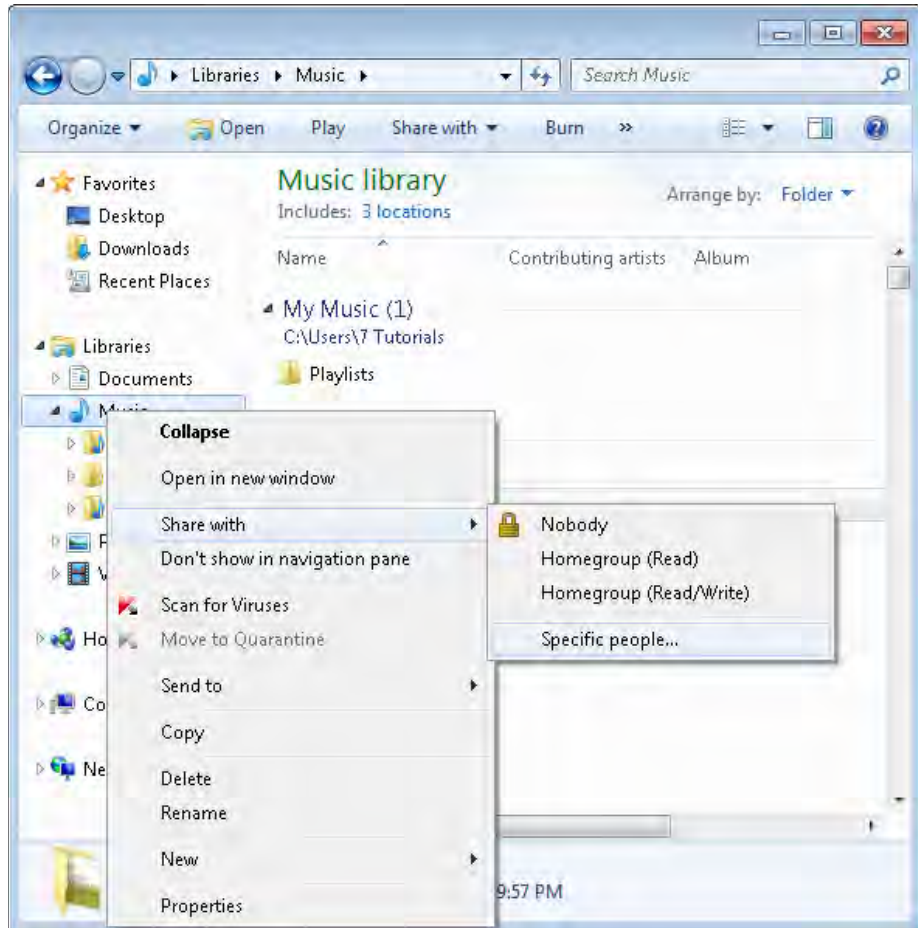 Libraries Music
Search Music
Organize Open Play Share with Burn »
Favorites
Desktop
Downloads
Recent Places
Libraries
Documents
Music library
Includes: 3 locations
Arrange by: Folder
Name Contributing artists Album
My Music (1)
C:\Users\7 Tutorials
Playlists
Collapse
Open in new window
Share with
Don't show in navigation pane
Scan for Viruses
Move to Quarantine
Send to
Copy
Delete
Rename
New
Properties
Nobody
Homegroup (Read)
Homegroup (Read/Write)
Specific people...
Ho
Co
Ne
9:57 PM